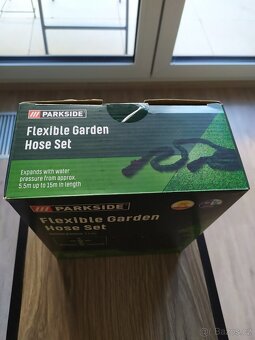 PARKSIDE
Flexible Garden
Hose Set
Expands with water
pressure from approx.
5.5m up to 15m in length
PARKSIDE
Flexible Garden
Hose Set